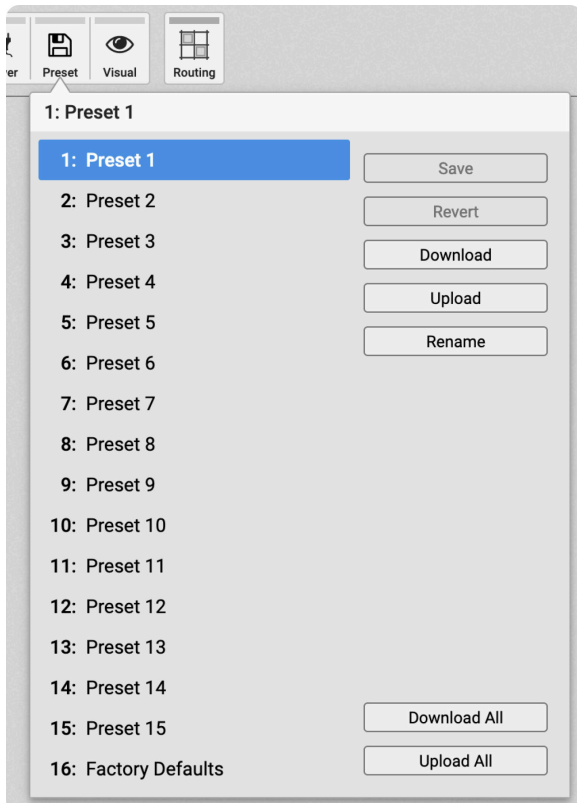 er
Preset
Visual
Routing
1: Preset 1
1: Preset 1
2: Preset 2
3: Preset 3
4: Preset 4
5: Preset 5
6: Preset 6
7: Preset 7
8: Preset 8
9: Preset 9
10: Preset 10
11: Preset 11
12: Preset 12
13: Preset 13
14: Preset 14
15: Preset 15
16: Factory Defaults
Save
Revert
Download
Upload
Rename
Download All
Upload All